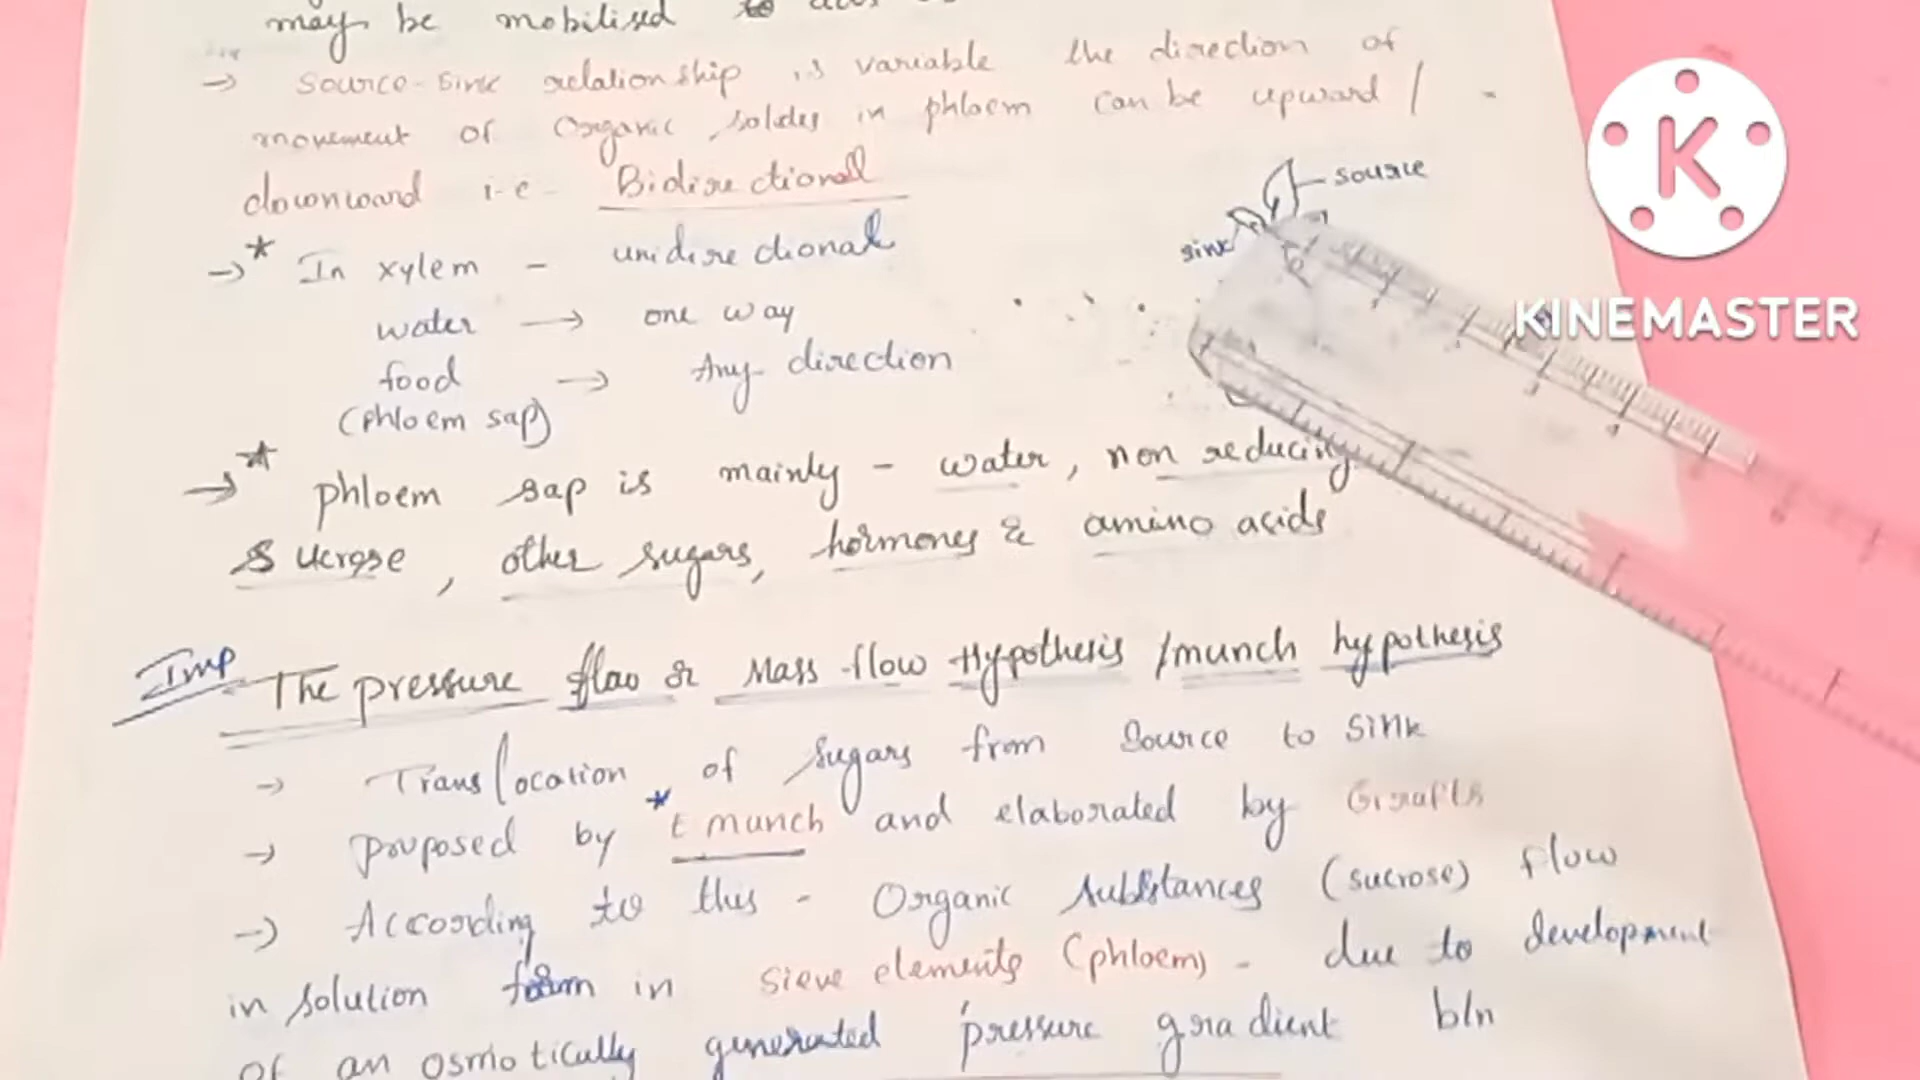 may be mobilised to
→ source-sink relationship is variable the direction of
movement of Organic solutes in phloem can be upward /
downward i-e- Bidirectional
→* In xylem - unidirectional
water → one way
food → Any direction
(phloem sap)
→* phloem sap is mainly - water, non reducing
Sucrose, other sugars, hormones & amino acids
source
sink
Imp The pressure flow or Mass flow Hypothesis / munch hypothesis
→ Translocation of sugars from source to sink
→ proposed by * E munch and elaborated by
→ According to this - Organic substances (sucrose) flow
in solution form in sieve elements (phloem) - due to development
of an osmotically generated pressure gradient b/n
K
KINEMASTER